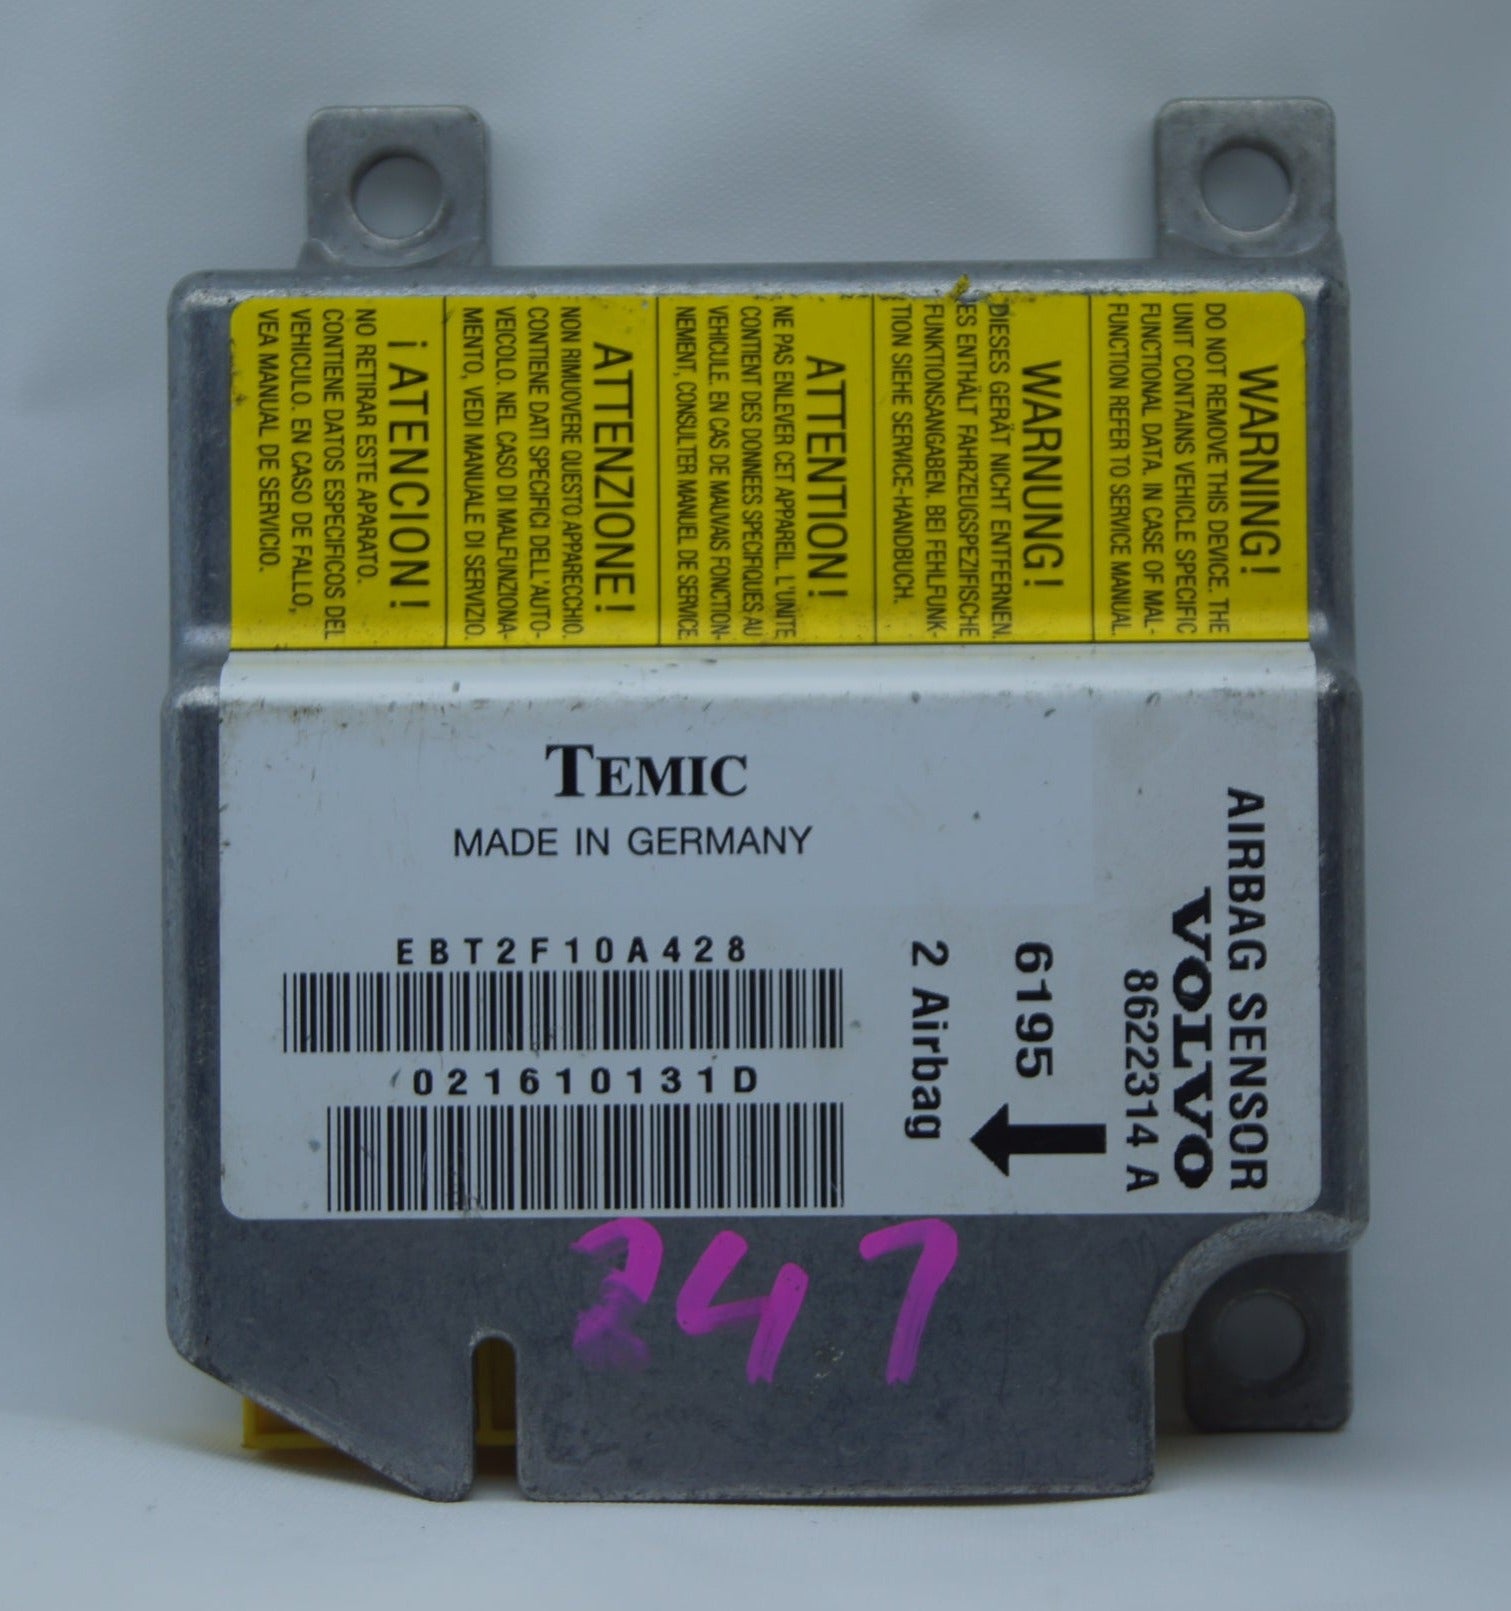 WARNING!
DO NOT REMOVE THIS DEVICE. THE
UNIT CONTAINS VEHICLE SPECIFIC
FUNCTIONAL DATA. IN CASE OF MAL-
FUNCTION REFER TO SERVICE MANUAL.
WARNUNG!
DIESES GERÄT NICHT ENTFERNEN.
ES ENTHÄLT FAHRZEUGSPEZIFISCHE
FUNKTIONSANGABEN. BEI FEHLFUNK-
TION SIEHE SERVICE-HANDBUCH.
ATTENTION!
NE PAS ENLEVER CET APPAREIL. L'UNITE
CONTIENT DES DONNEES SPECIFIQUES AU
VEHICULE. EN CAS DE MAUVAIS FONCTION-
NEMENT, CONSULTER MANUEL DE SERVICE.
ATTENZIONE!
NON RIMUOVERE QUESTO APPARECCHIO.
CONTIENE DATI SPECIFICI DELL'AUTO-
VEICOLO. NEL CASO DI MALFUNZIONA-
MENTO, VEDI MANUALE DI SERVIZIO.
¡ ATENCION!
NO RETIRAR ESTE APARATO.
CONTIENE DATOS ESPECIFICOS DEL
VEHICULO. EN CASO DE FALLO,
VEA MANUAL DE SERVICIO.
TEMIC
MADE IN GERMANY
EBT2F10A428
021610131D
AIRBAG SENSOR
VOLVO
8622314 A
6195
2 Airbag
247